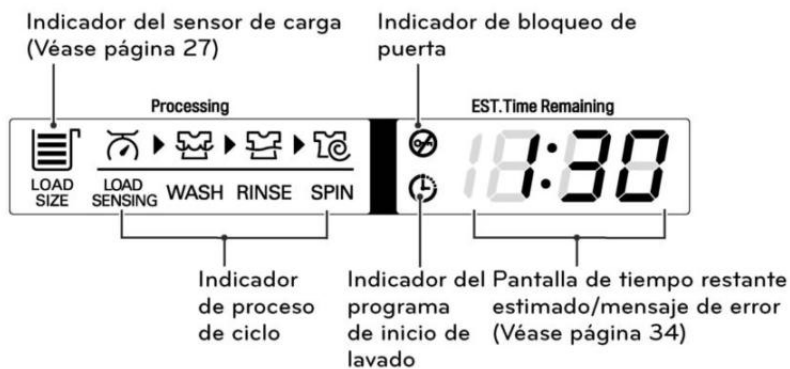 Indicador del sensor de carga
(Véase página 27)
Indicador de bloqueo de
puerta
Processing
EST.Time Remaining
LOAD
SIZE
LOAD
SENSING
WASH
RINSE
SPIN
1:30
Indicador
de proceso
de ciclo
Indicador del
programa
de inicio de
lavado
Pantalla de tiempo restante
estimado/mensaje de error
(Véase página 34)